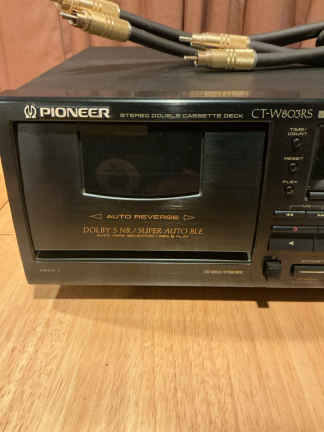 PIONEER STEREO DOUBLE CASSETTE DECK CT-W803RS
TIME/
COUNT
RESET
PLAY
AUTO REVERSE
DOLBY S NR / SUPER AUTO BLE